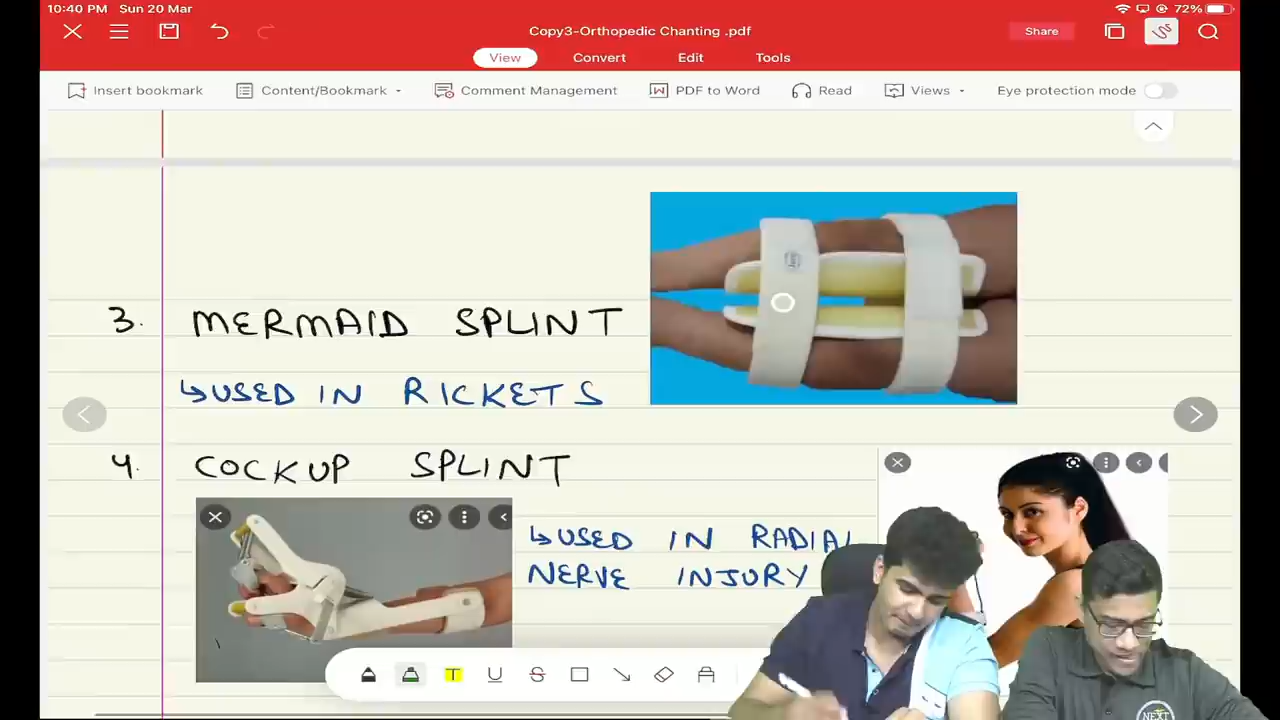 10:40 PM Sun 20 Mar
72%
Copy3-Orthopedic Chanting .pdf
Share
View Convert Edit Tools
Insert bookmark Content/Bookmark Comment Management PDF to Word Read Views Eye protection mode
3. MERMAID SPLINT
↳USED IN RICKETS
4. COCKUP SPLINT
↳USED IN RADIAL
NERVE INJURY
T U S
NEXT